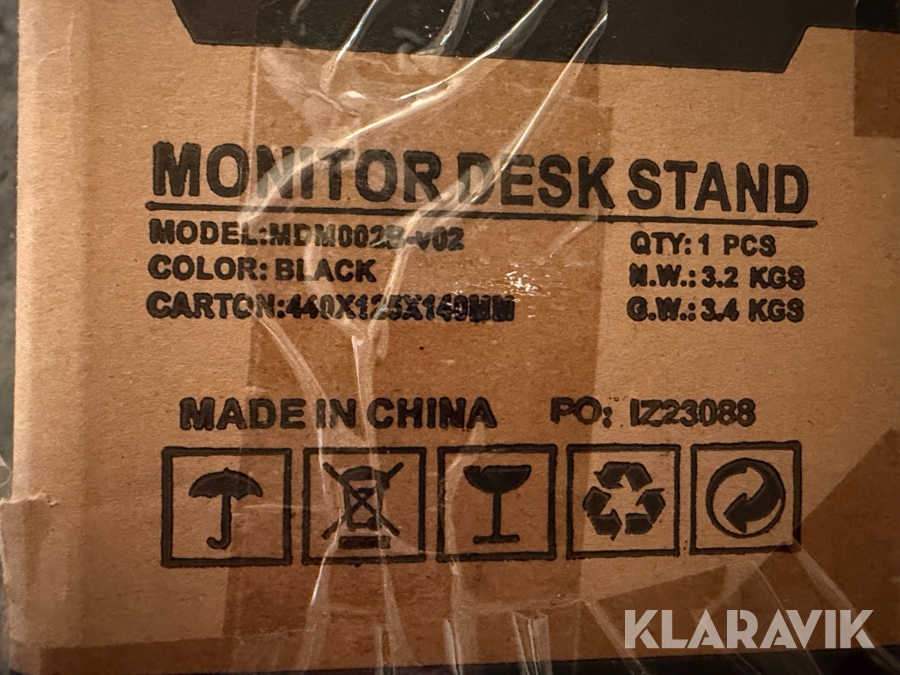 MONITOR DESK STAND
MODEL:MDM002B-V02
QTY: 1 PCS
COLOR: BLACK
N.W.: 3.2 KGS
CARTON:440X125X140MM
G.W.: 3.4 KGS
MADE IN CHINA
PO: IZ23088
KLARAVIK